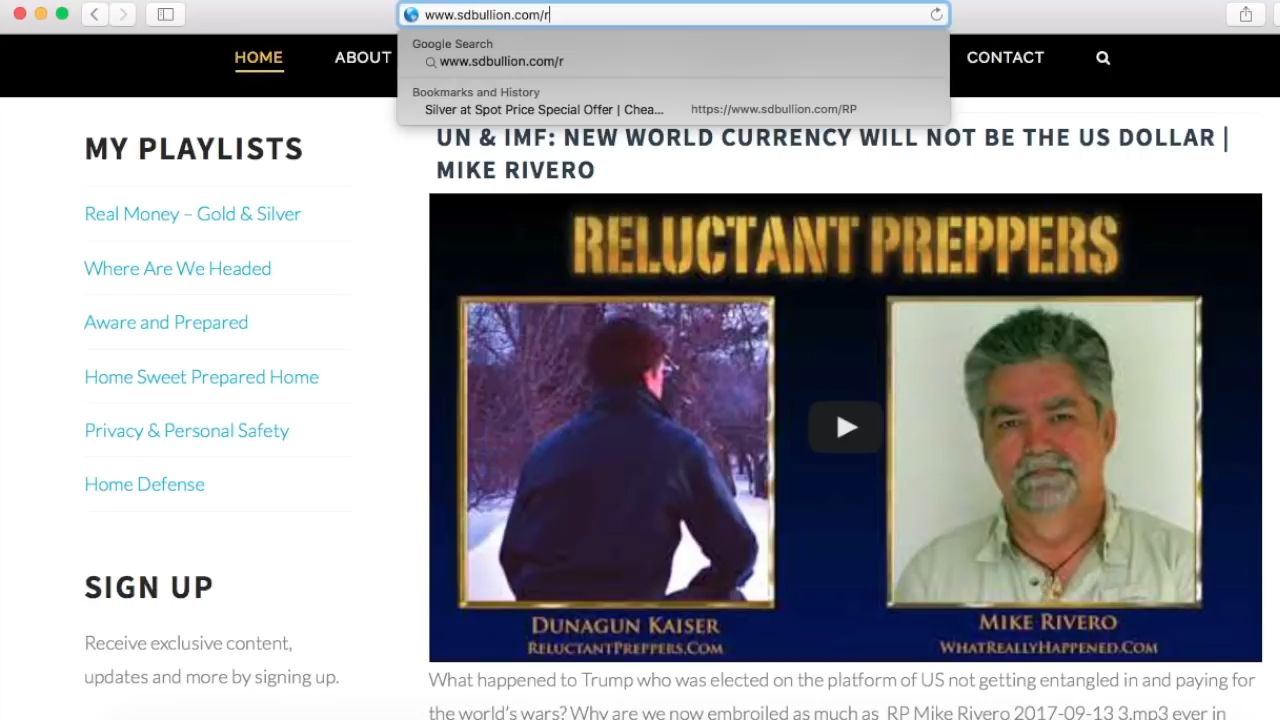 www.sdbullion.com/r
Google Search
www.sdbullion.com/r
Bookmarks and History
Silver at Spot Price Special Offer | Chea... https://www.sdbullion.com/RP
HOME ABOUT CONTACT
MY PLAYLISTS
Real Money – Gold & Silver
Where Are We Headed
Aware and Prepared
Home Sweet Prepared Home
Privacy & Personal Safety
Home Defense
SIGN UP
Receive exclusive content,
updates and more by signing up.
UN & IMF: NEW WORLD CURRENCY WILL NOT BE THE US DOLLAR |
MIKE RIVERO
RELUCTANT PREPPERS
DUNAGUN KAISER
RELUCTANTPREPPERS.COM
MIKE RIVERO
WHATREALLYHAPPENED.COM
What happened to Trump who was elected on the platform of US not getting entangled in and paying for
the world's wars? Why are we now embroiled as much as RP Mike Rivero 2017-09-13 3.mp3 ever in